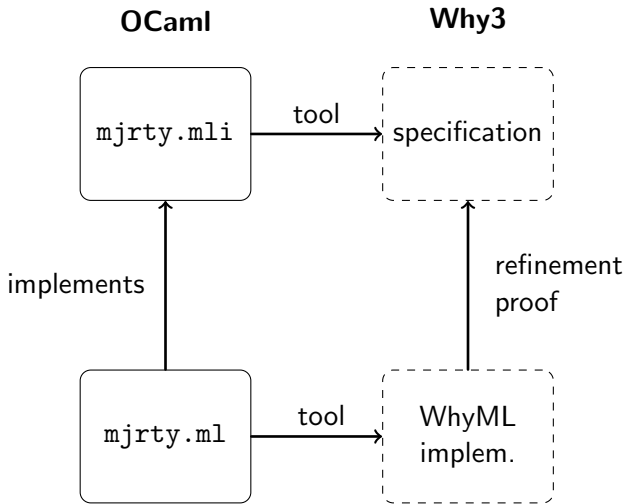 OCaml
Why3
mjrty.mli
tool
specification
implements
refinement
proof
mjrty.ml
tool
WhyML
implem.